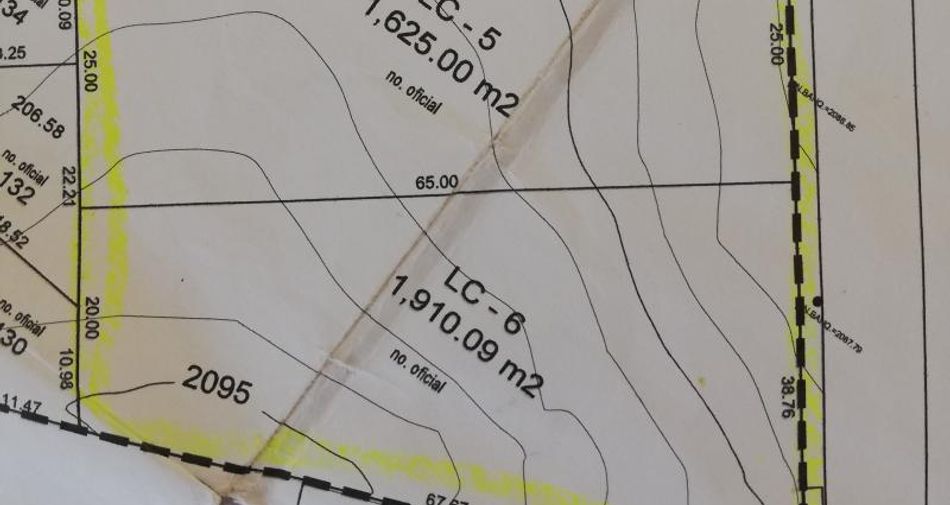 LC - 5
1,625.00 m2
no. oficial
25.00
25.00
206.58
no. oficial
132
22.21
65.00
20.00
LC - 6
1,910.09 m2
no. oficial
no. oficial
10.98
2095
11.47
38.76